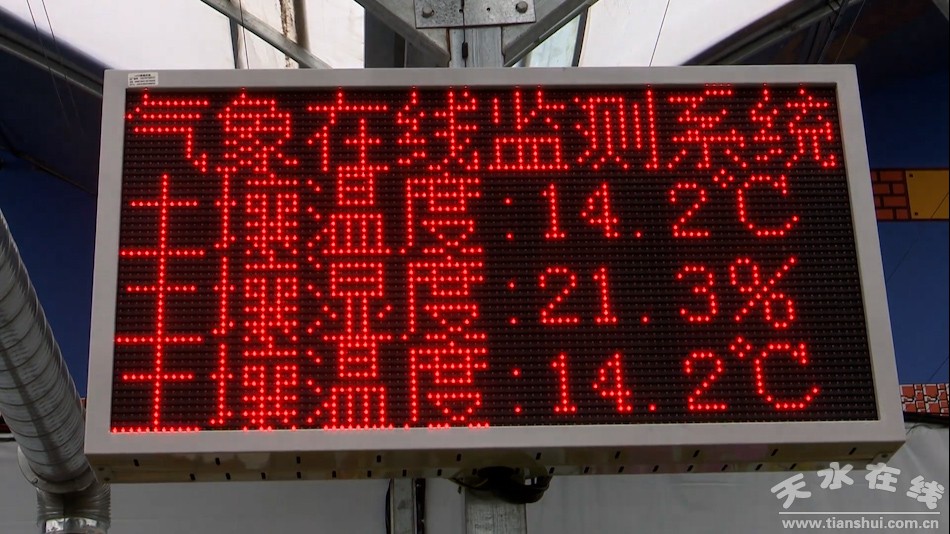 气象在线监测系统
土壤温度:14.2℃
土壤湿度:21.3%
土壤温度:14.2℃
天水在线
www.tianshui.com.cn